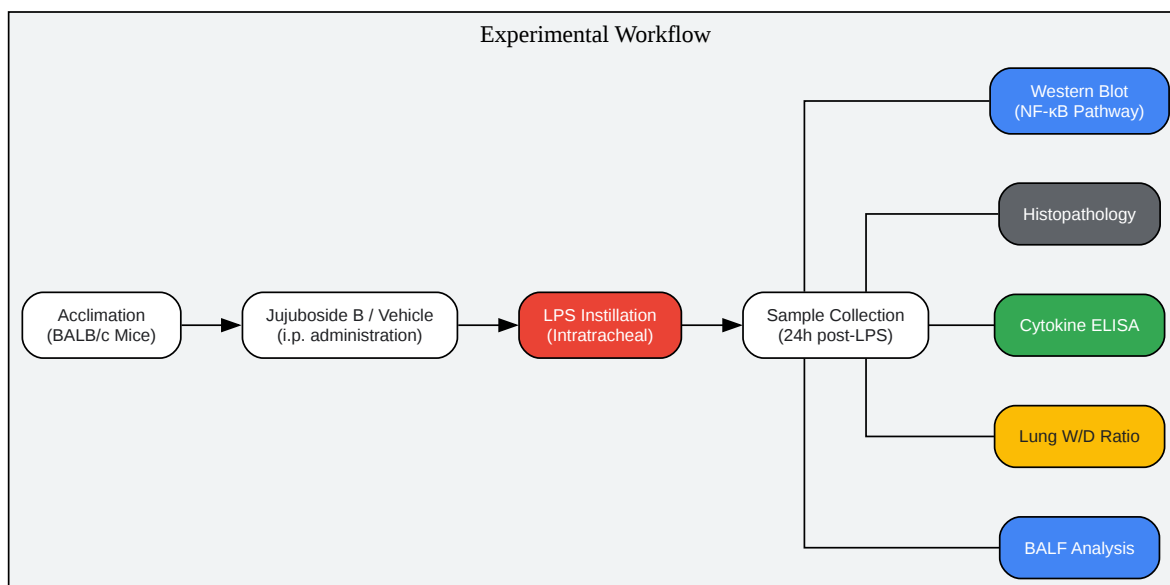 Experimental Workflow
Acclimation
(BALB/c Mice)
Jujuboside B / Vehicle
(i.p. administration)
LPS Instillation
(Intratracheal)
Sample Collection
(24h post-LPS)
Western Blot
(NF-κB Pathway)
Histopathology
Cytokine ELISA
Lung W/D Ratio
BALF Analysis